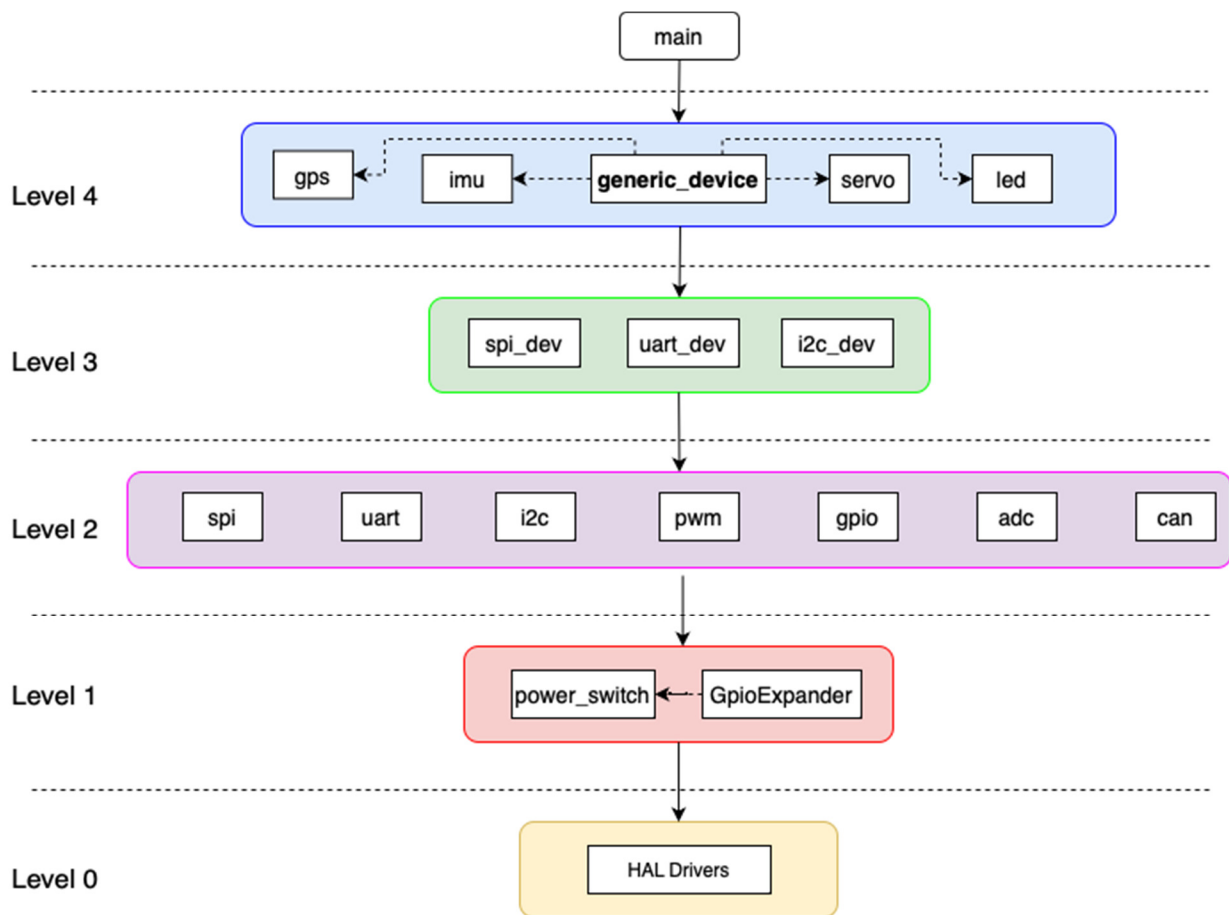 main
Level 4
gps
imu
generic_device
servo
led
Level 3
spi_dev
uart_dev
i2c_dev
Level 2
spi
uart
i2c
pwm
gpio
adc
can
Level 1
power_switch
GpioExpander
Level 0
HAL Drivers